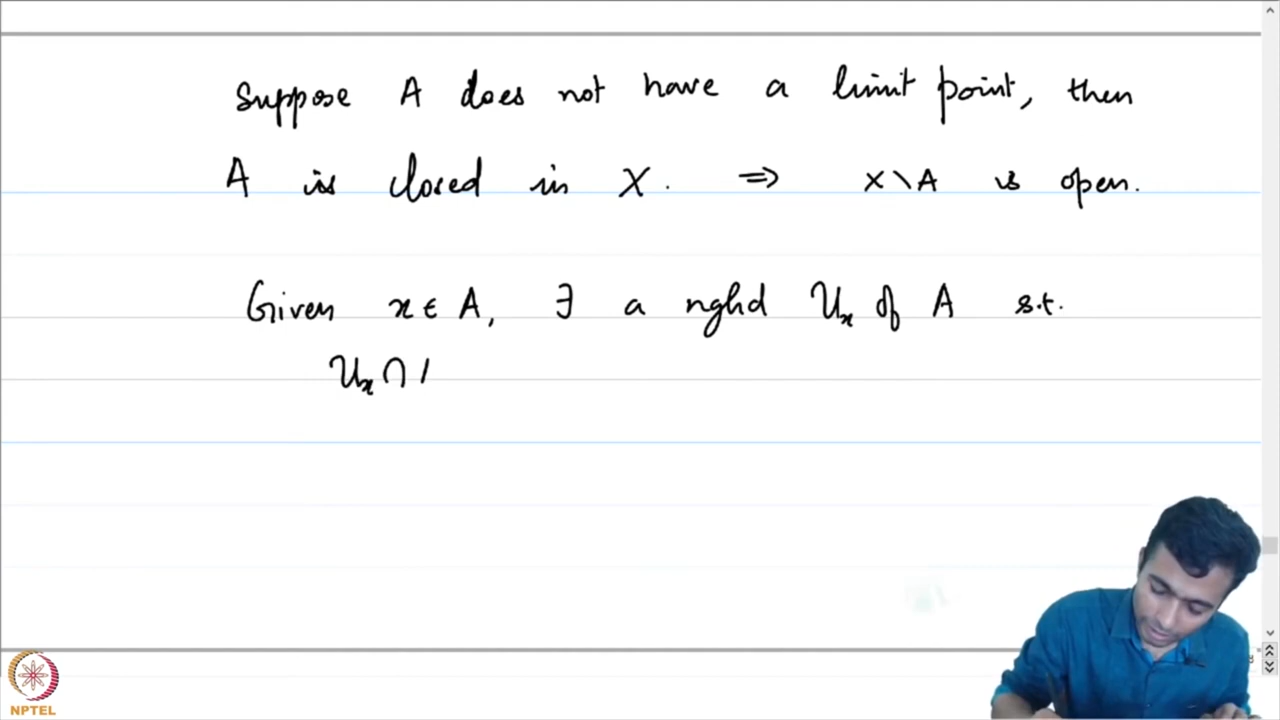 Suppose A does not have a limit point, then
A is closed in X. ⇒ X \ A is open.
Given x ∈ A, ∃ a nghd Uₓ of A s.t.
Uₓ ∩
NPTEL